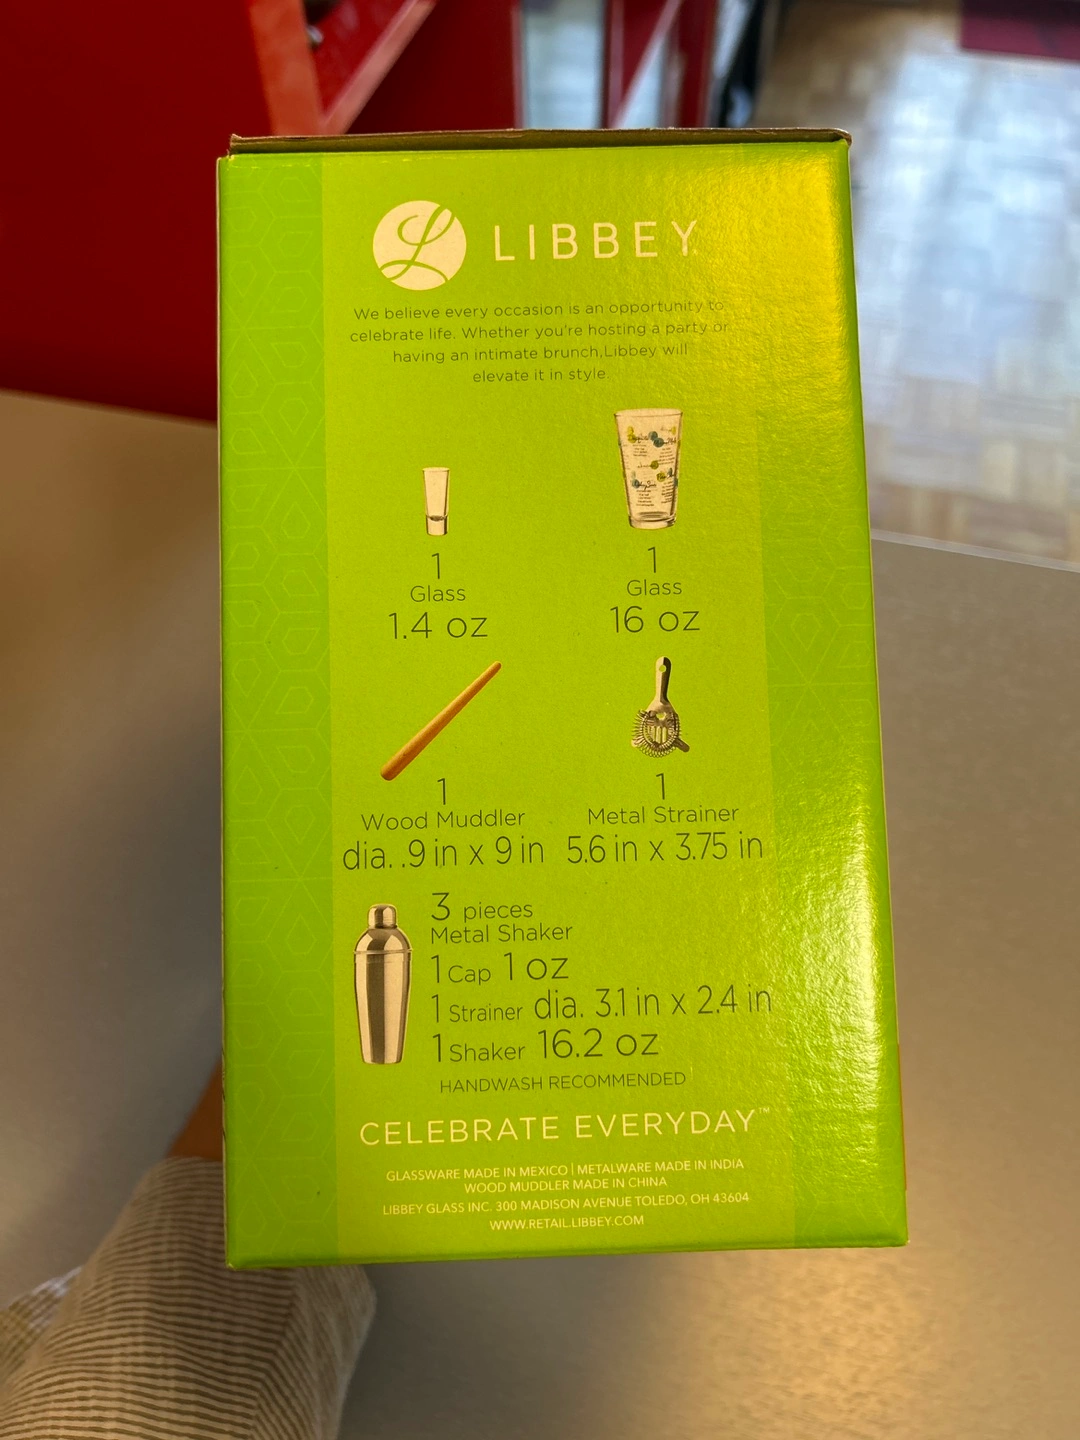 LIBBEY
We believe every occasion is an opportunity to
celebrate life. Whether you're hosting a party or
having an intimate brunch, Libbey will
elevate it in style.
1
Glass
1.4 oz
1
Glass
16 oz
1
Wood Muddler
dia. .9 in x 9 in
1
Metal Strainer
5.6 in x 3.75 in
3 pieces
Metal Shaker
1 Cap 1 oz
1 Strainer dia. 3.1 in x 2.4 in
1 Shaker 16.2 oz
HANDWASH RECOMMENDED
CELEBRATE EVERYDAY™
GLASSWARE MADE IN MEXICO | METALWARE MADE IN INDIA
WOOD MUDDLER MADE IN CHINA
LIBBEY GLASS INC. 300 MADISON AVENUE TOLEDO, OH 43604
WWW.RETAIL.LIBBEY.COM